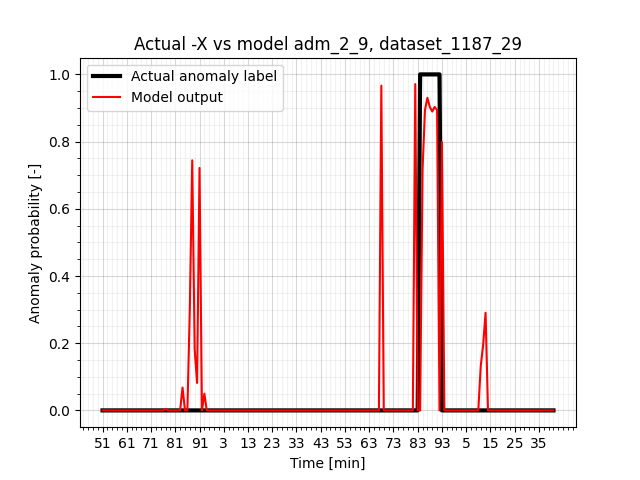 Actual -X vs model adm_2_9, dataset_1187_29
Actual anomaly label
Model output
1.0
0.8
0.6
0.4
0.2
0.0
Anomaly probability [-]
51 61 71 81 91 3 13 23 33 43 53 63 73 83 93 5 15 25 35
Time [min]